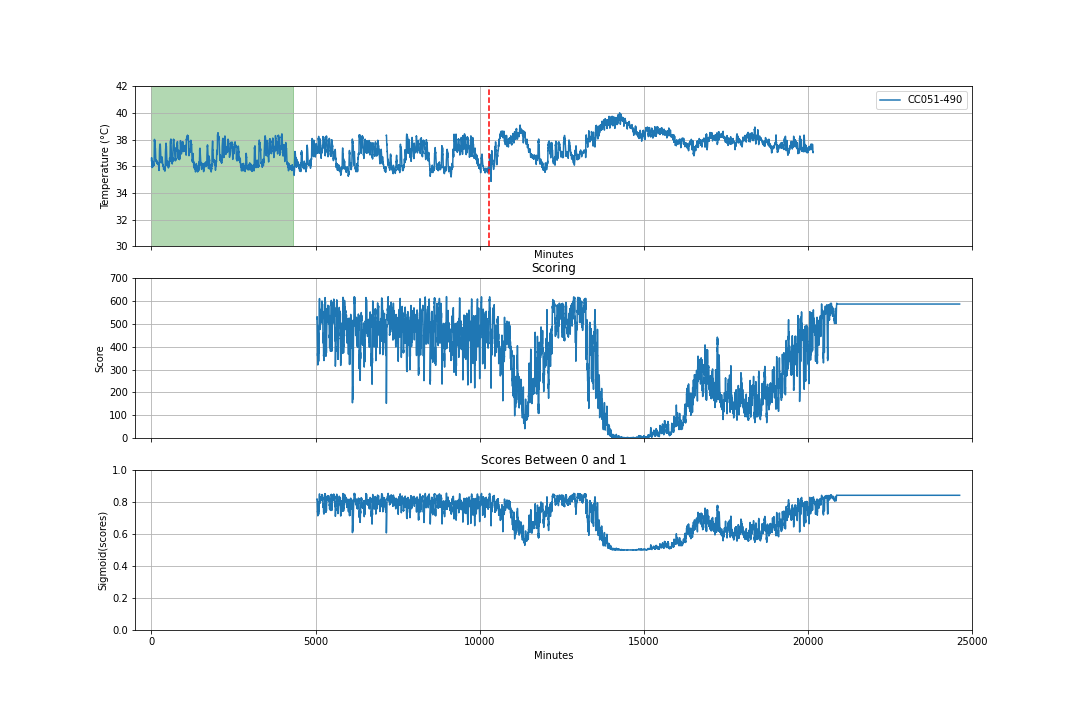 42
40
38
36
34
32
30
Temperature (°C)
CC051-490
Minutes
Scoring
700
600
500
400
300
200
100
0
Score
Scores Between 0 and 1
1.0
0.8
0.6
0.4
0.2
0.0
Sigmoid(scores)
0 5000 10000 15000 20000 25000
Minutes